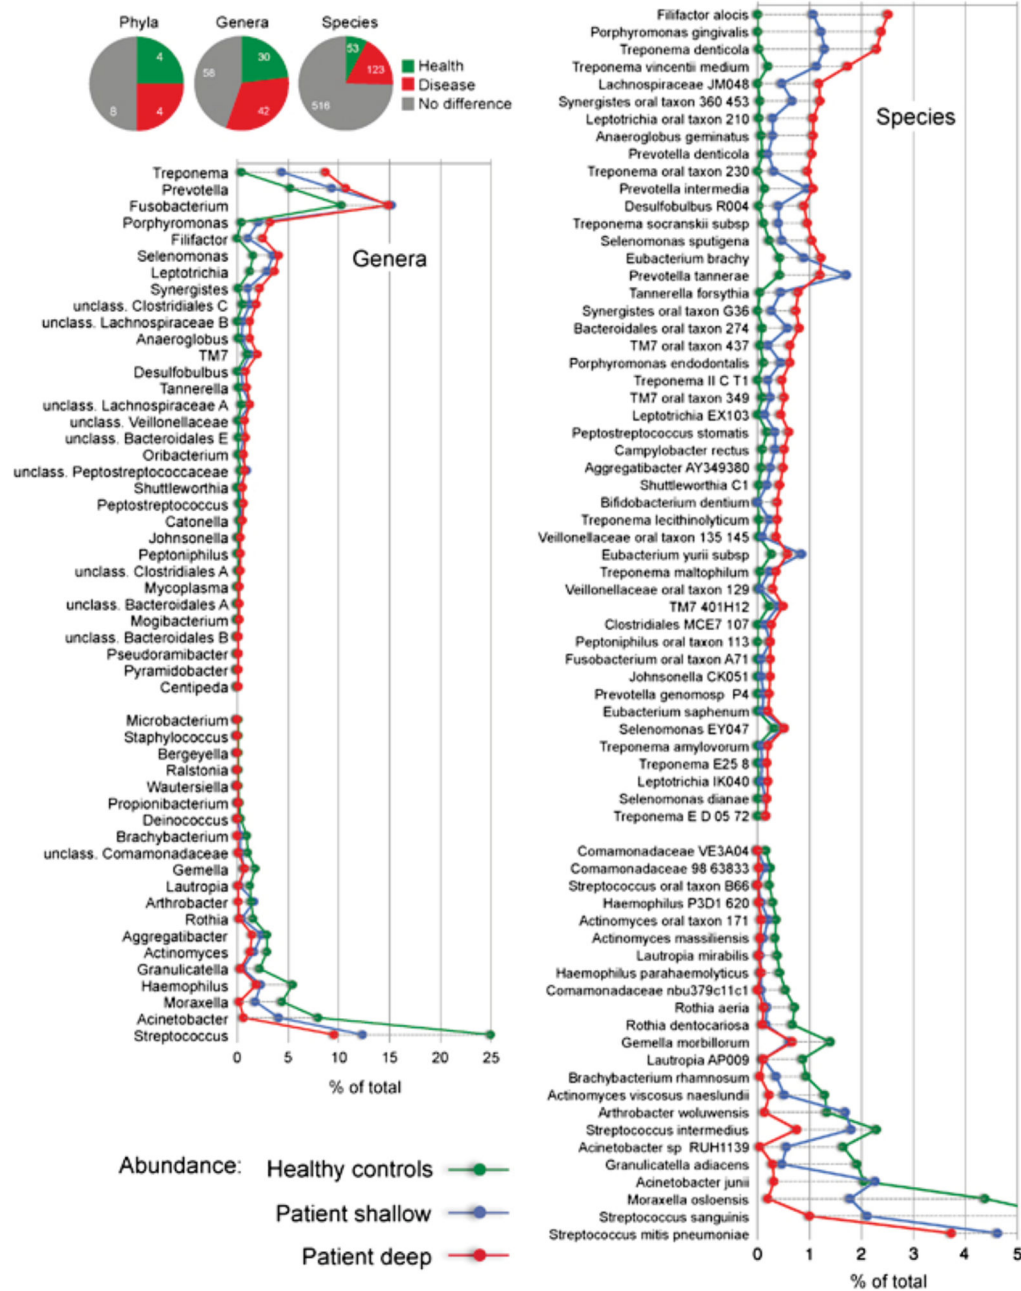 Phyla
Genera
Species
4
4
8
30
42
58
53
123
516
Health
Disease
No difference
Treponema
Prevotella
Fusobacterium
Porphyromonas
Filifactor
Selenomonas
Leptotrichia
Synergistes
unclass. Clostridiales C
unclass. Lachnospiraceae B
Anaeroglobus
TM7
Desulfobulbus
Tannerella
unclass. Lachnospiraceae A
unclass. Veillonellaceae
unclass. Bacteroidales E
Oribacterium
unclass. Peptostreptococcaceae
Shuttleworthia
Peptostreptococcus
Catonella
Johnsonella
Peptoniphilus
unclass. Clostridiales A
Mycoplasma
unclass. Bacteroidales A
Mogibacterium
unclass. Bacteroidales B
Pseudoramibacter
Pyramidobacter
Centipeda
Microbacterium
Staphylococcus
Bergeyella
Ralstonia
Wautersiella
Propionibacterium
Deinococcus
Brachybacterium
unclass. Comamonadaceae
Gemella
Lautropia
Arthrobacter
Rothia
Aggregatibacter
Actinomyces
Granulicatella
Haemophilus
Moraxella
Acinetobacter
Streptococcus
Genera
0 5 10 15 20 25
% of total
Abundance: Healthy controls
Patient shallow
Patient deep
Filifactor alocis
Porphyromonas gingivalis
Treponema denticola
Treponema vincentii medium
Lachnospiraceae JM048
Synergistes oral taxon 360 453
Leptotrichia oral taxon 210
Anaeroglobus geminatus
Prevotella denticola
Treponema oral taxon 230
Prevotella intermedia
Desulfobulbus R004
Treponema socranskii subsp
Selenomonas sputigena
Eubacterium brachy
Prevotella tannerae
Tannerella forsythia
Synergistes oral taxon G36
Bacteroidales oral taxon 274
TM7 oral taxon 437
Porphyromonas endodontalis
Treponema II C T1
TM7 oral taxon 349
Leptotrichia EX103
Peptostreptococcus stomatis
Campylobacter rectus
Aggregatibacter AY349380
Shuttleworthia C1
Bifidobacterium dentium
Treponema lecithinolyticum
Veillonellaceae oral taxon 135 145
Eubacterium yurii subsp
Treponema maltophilum
Veillonellaceae oral taxon 129
TM7 401H12
Clostridiales MCE7 107
Peptoniphilus oral taxon 113
Fusobacterium oral taxon A71
Johnsonella CK051
Prevotella genomosp P4
Eubacterium saphenum
Selenomonas EY047
Treponema amylovorum
Treponema E25 8
Leptotrichia IK040
Selenomonas dianae
Treponema E D 05 72
Comamonadaceae VE3A04
Comamonadaceae 98 63833
Streptococcus oral taxon B66
Haemophilus P3D1 620
Actinomyces oral taxon 171
Actinomyces massiliensis
Lautropia mirabilis
Haemophilus parahaemolyticus
Comamonadaceae nbu379c11c1
Rothia aeria
Rothia dentocariosa
Gemella morbillorum
Lautropia AP009
Brachybacterium rhamnosum
Actinomyces viscosus naeslundii
Arthrobacter woluwensis
Streptococcus intermedius
Acinetobacter sp RUH1139
Granulicatella adiacens
Acinetobacter junii
Moraxella osloensis
Streptococcus sanguinis
Streptococcus mitis pneumoniae
Species
0 1 2 3 4 5
% of total